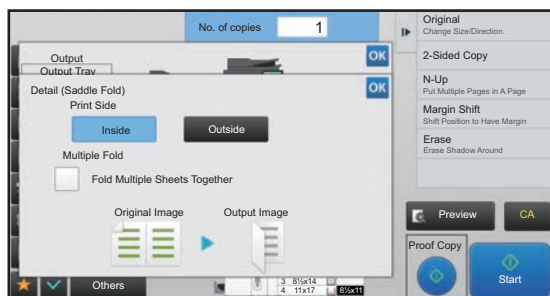 No. of copies 1
Output
OK
Output Tray
Detail (Saddle Fold)
OK
Print Side
Inside
Outside
Multiple Fold
Fold Multiple Sheets Together
Original Image
Output Image
Others
3 8½x14
4 11x17
8½x11
Original
Change Size/Direction.
2-Sided Copy
N-Up
Put Multiple Pages in A Page
Margin Shift
Shift Position to Have Margin
Erase
Erase Shadow Around
Preview
CA
Proof Copy
Start